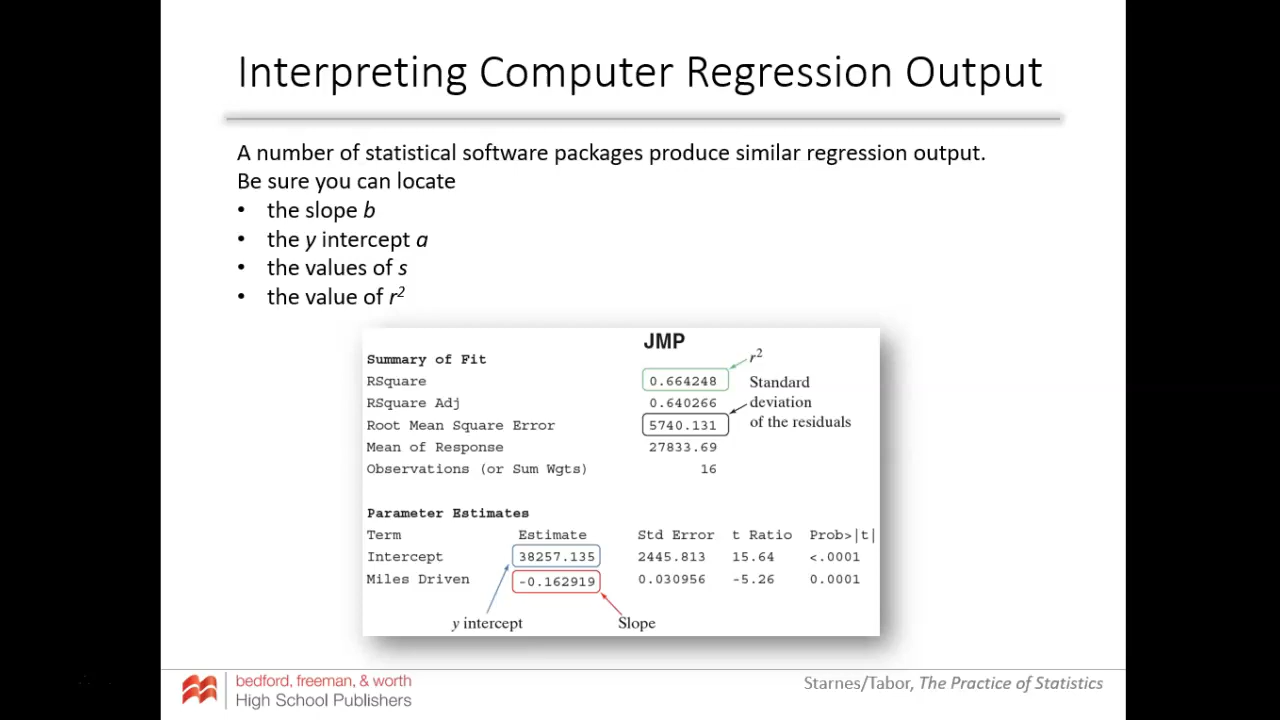 Interpreting Computer Regression Output
A number of statistical software packages produce similar regression output.
Be sure you can locate
• the slope b
• the y intercept a
• the values of s
• the value of r²
JMP
Summary of Fit
r²
RSquare 0.664248
Standard deviation of the residuals
RSquare Adj 0.640266
Root Mean Square Error 5740.131
Mean of Response 27833.69
Observations (or Sum Wgts) 16
Parameter Estimates
Term Estimate Std Error t Ratio Prob>|t|
Intercept 38257.135 2445.813 15.64 <.0001
Miles Driven -0.162919 0.030956 -5.26 0.0001
y intercept Slope
bedford, freeman, & worth
High School Publishers
Starnes/Tabor, The Practice of Statistics